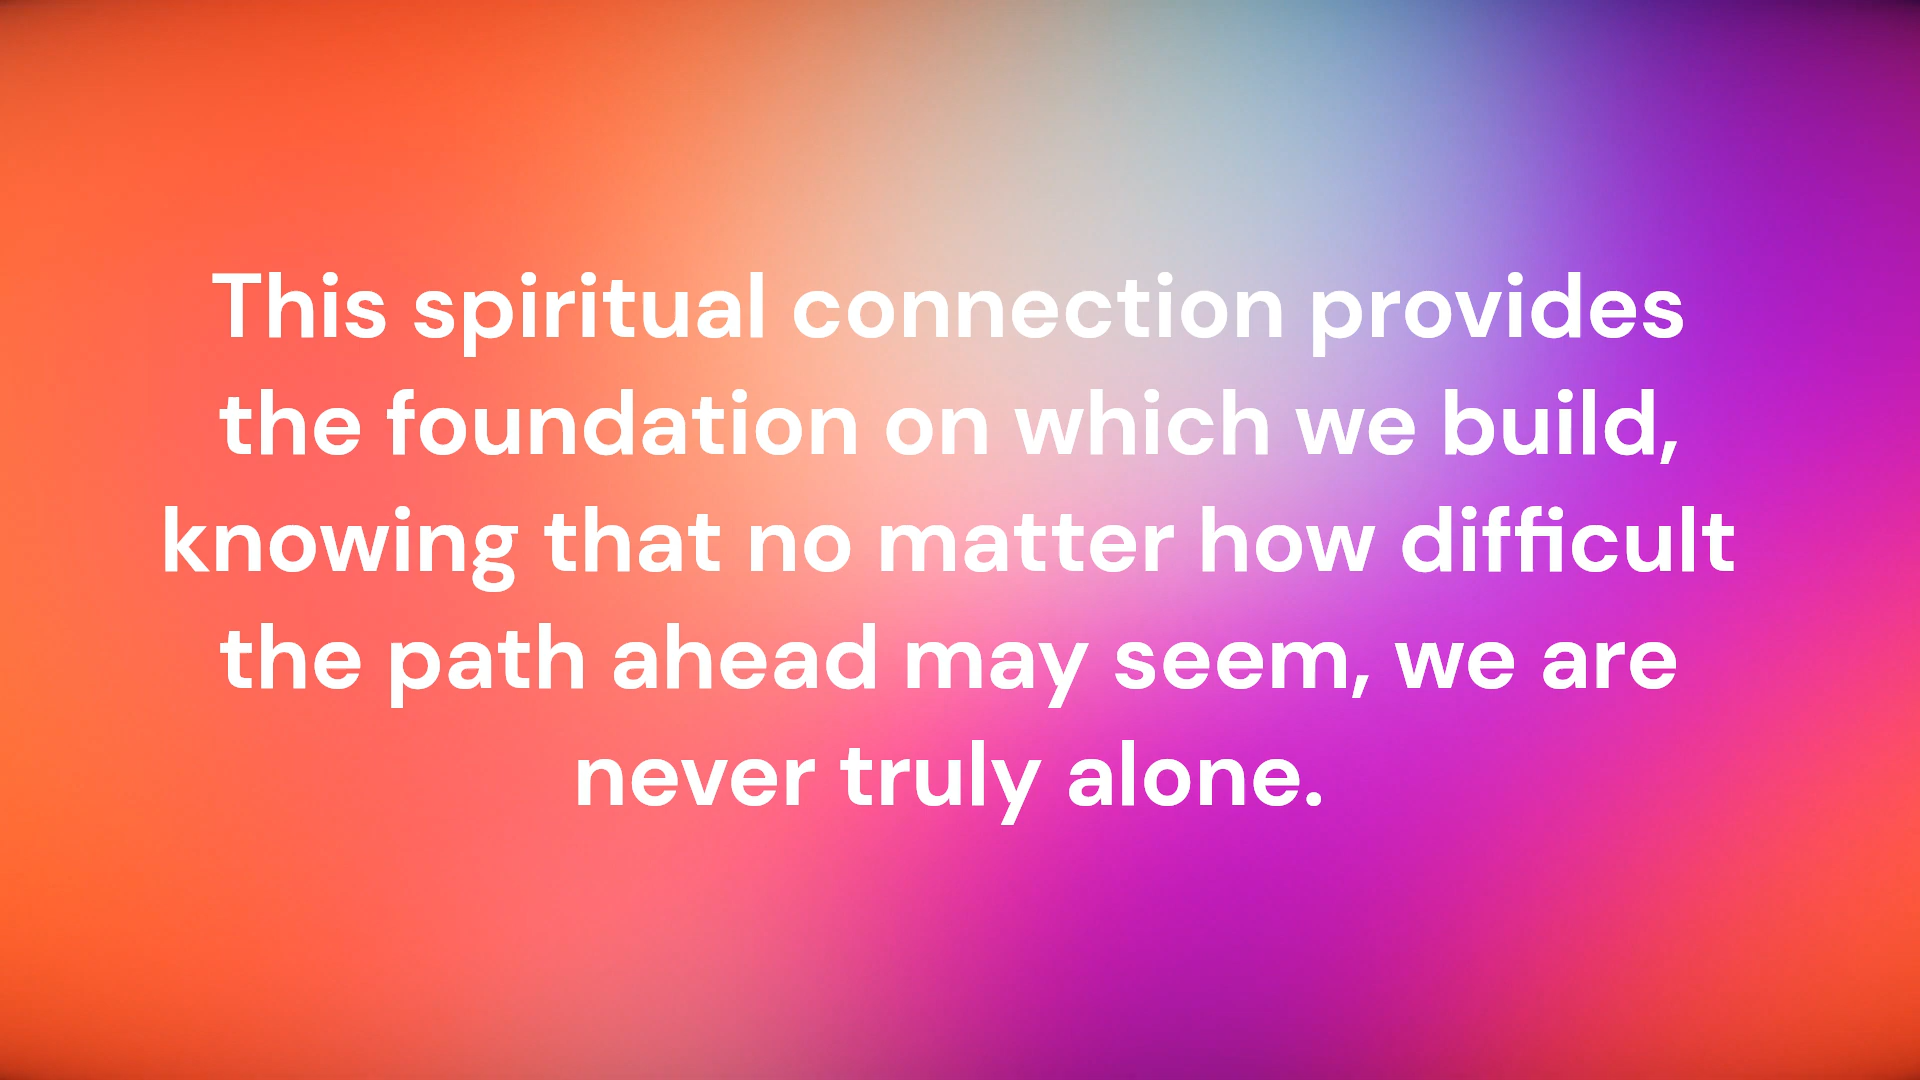 This spiritual connection provides
the foundation on which we build,
knowing that no matter how difficult
the path ahead may seem, we are
never truly alone.